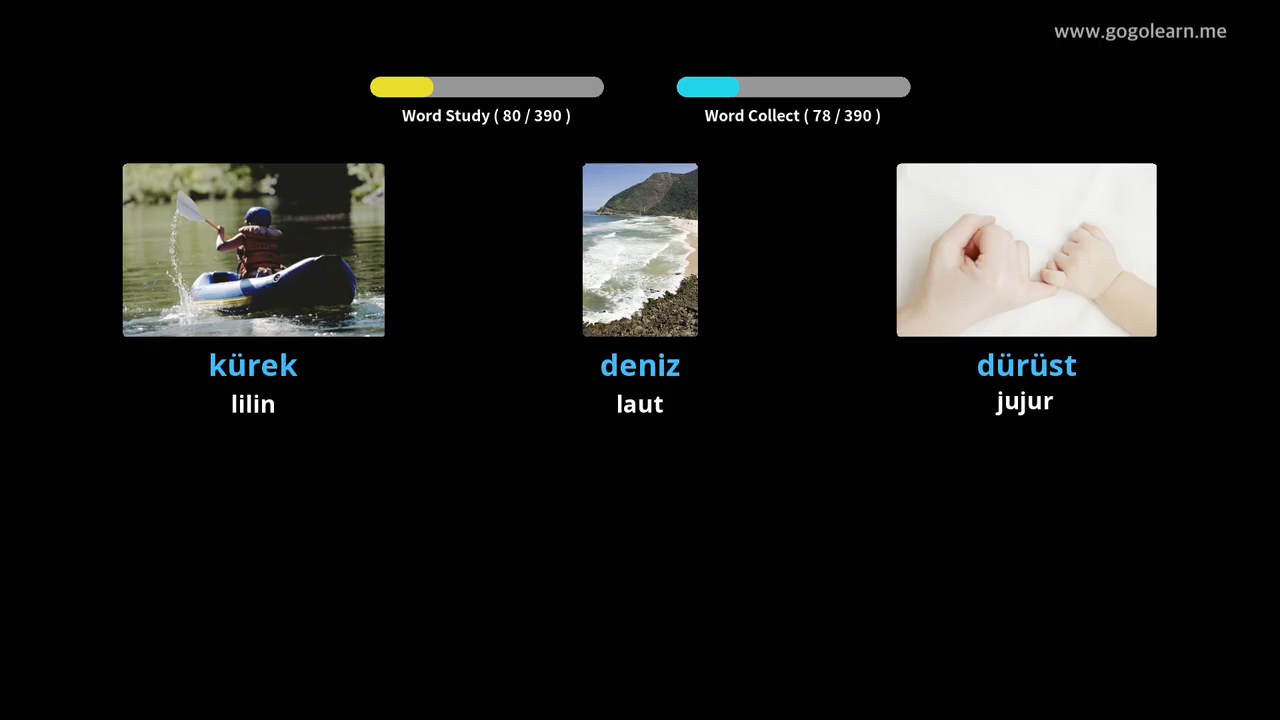 www.gogolearn.me
Word Study ( 80 / 390 )
Word Collect ( 78 / 390 )
kürek
deniz
dürüst
lilin
laut
jujur